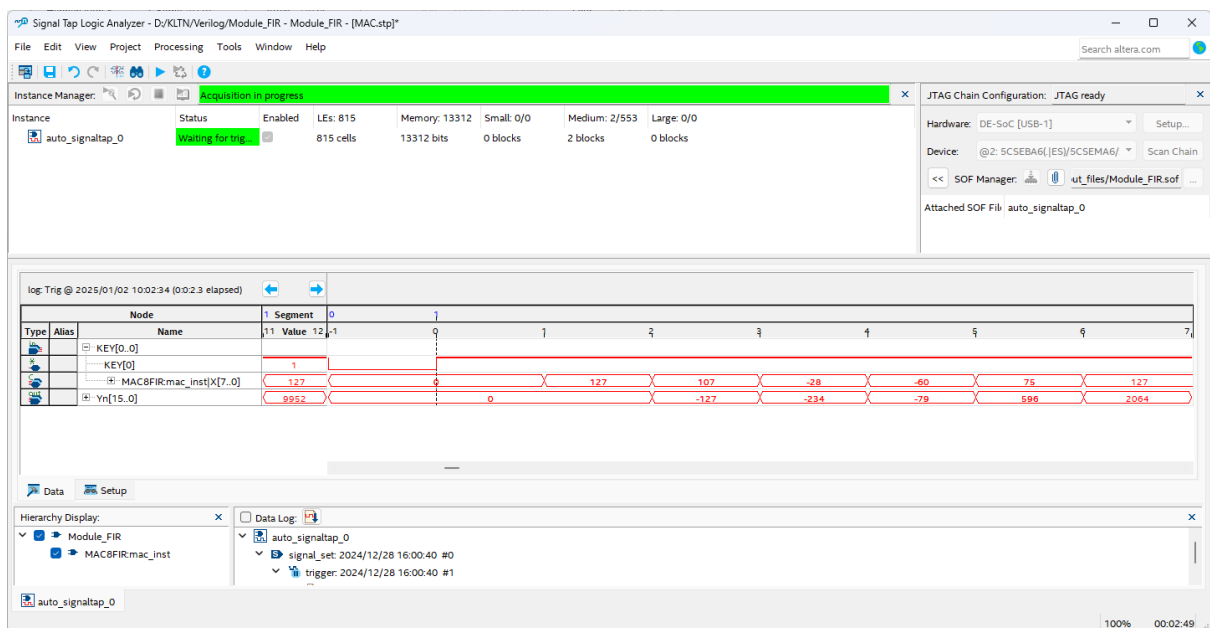 Signal Tap Logic Analyzer - D:/KLTN/Verilog/Module_FIR - Module_FIR - [MAC.stp]*
File Edit View Project Processing Tools Window Help
Search altera.com
Instance Manager: Acquisition in progress
Instance Status Enabled LEs: 815 Memory: 13312 Small: 0/0 Medium: 2/553 Large: 0/0
auto_signaltap_0 Waiting for trig... 815 cells 13312 bits 0 blocks 2 blocks 0 blocks
JTAG Chain Configuration: JTAG ready
Hardware: DE-SoC [USB-1] Setup...
Device: @2: 5CSEBA6(.|ES)/5CSEMA6/ Scan Chain
<< SOF Manager: ut_files/Module_FIR.sof ...
Attached SOF Fil auto_signaltap_0
log: Trig @ 2025/01/02 10:02:34 (0:0:2.3 elapsed)
Node 1 Segment 0 1
Type Alias Name 11 Value 12 -1 0 1 2 3 4 5 6 7
KEY[0..0]
KEY[0] 1
MAC8FIR:mac_inst|X[7..0] 127 0 127 107 -28 -60 75 127
Yn[15..0] 9952 0 -127 -234 -79 596 2064
Data Setup
Hierarchy Display:
Module_FIR
MAC8FIR:mac_inst
Data Log:
auto_signaltap_0
signal_set: 2024/12/28 16:00:40 #0
trigger: 2024/12/28 16:00:40 #1
auto_signaltap_0
100% 00:02:49